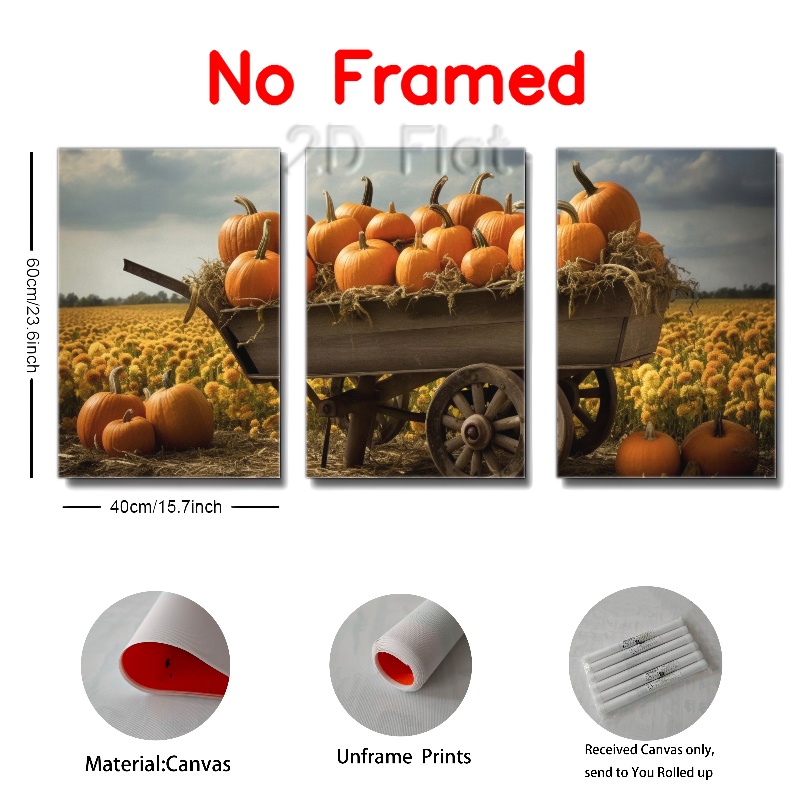 No Framed
2D Flat
60cm/23.6inch
40cm/15.7inch
Material:Canvas
Unframe Prints
Received Canvas only,
send to You Rolled up